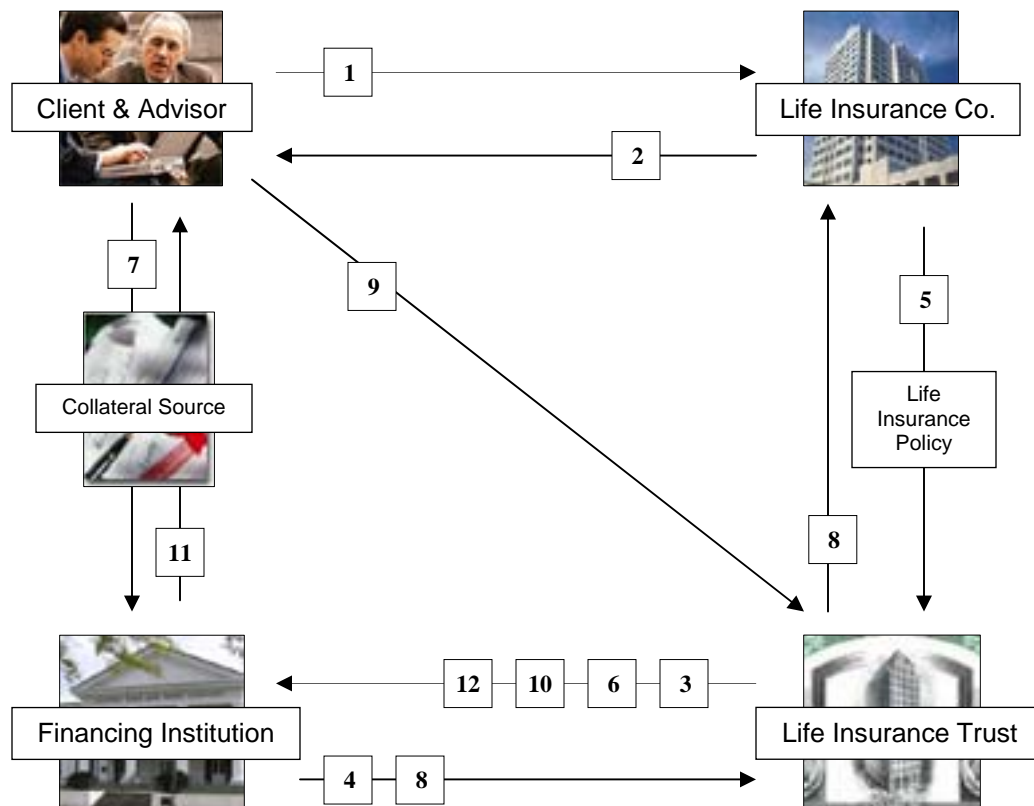 1
Client & Advisor
Life Insurance Co.
2
7
9
5
Collateral Source
Life
Insurance
Policy
11
8
12
10
6
3
Financing Institution
Life Insurance Trust
4
8